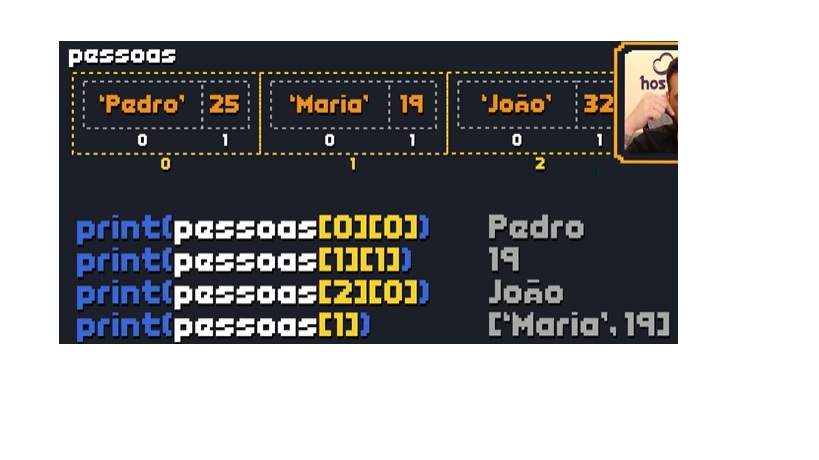 pessoas
'Pedro' 25 'Maria' 19 'João' 32
0 1 0 1 0 1
0 1 2
print(pessoas[0][0]) Pedro
print(pessoas[1][1]) 19
print(pessoas[2][0]) João
print(pessoas[1]) ['Maria', 19]
hos